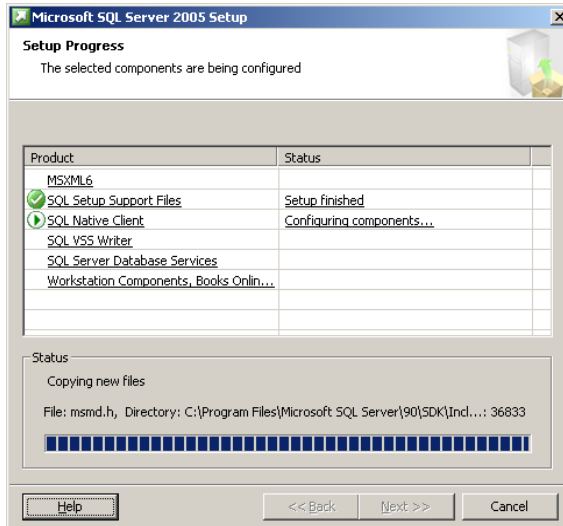 Microsoft SQL Server 2005 Setup
Setup Progress
The selected components are being configured
Product Status
MSXML6
SQL Setup Support Files Setup finished
SQL Native Client Configuring components...
SQL VSS Writer
SQL Server Database Services
Workstation Components, Books Onlin...
Status
Copying new files
File: msmd.h, Directory: C:\Program Files\Microsoft SQL Server\90\SDK\Incl...: 36833
Help << Back Next >> Cancel